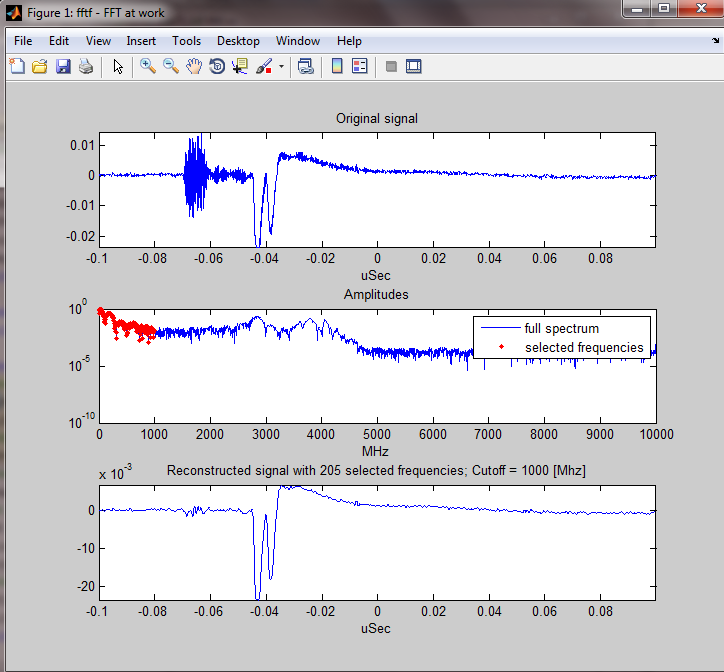 Figure 1: fftf - FFT at work
File Edit View Insert Tools Desktop Window Help
Original signal
0.01
0
-0.01
-0.02
-0.1 -0.08 -0.06 -0.04 -0.02 0 0.02 0.04 0.06 0.08
uSec
Amplitudes
10^0
10^-5
10^-10
full spectrum
selected frequencies
0 1000 2000 3000 4000 5000 6000 7000 8000 9000 10000
MHz
x 10^-3
Reconstructed signal with 205 selected frequencies; Cutoff = 1000 [Mhz]
0
-10
-20
-0.1 -0.08 -0.06 -0.04 -0.02 0 0.02 0.04 0.06 0.08
uSec